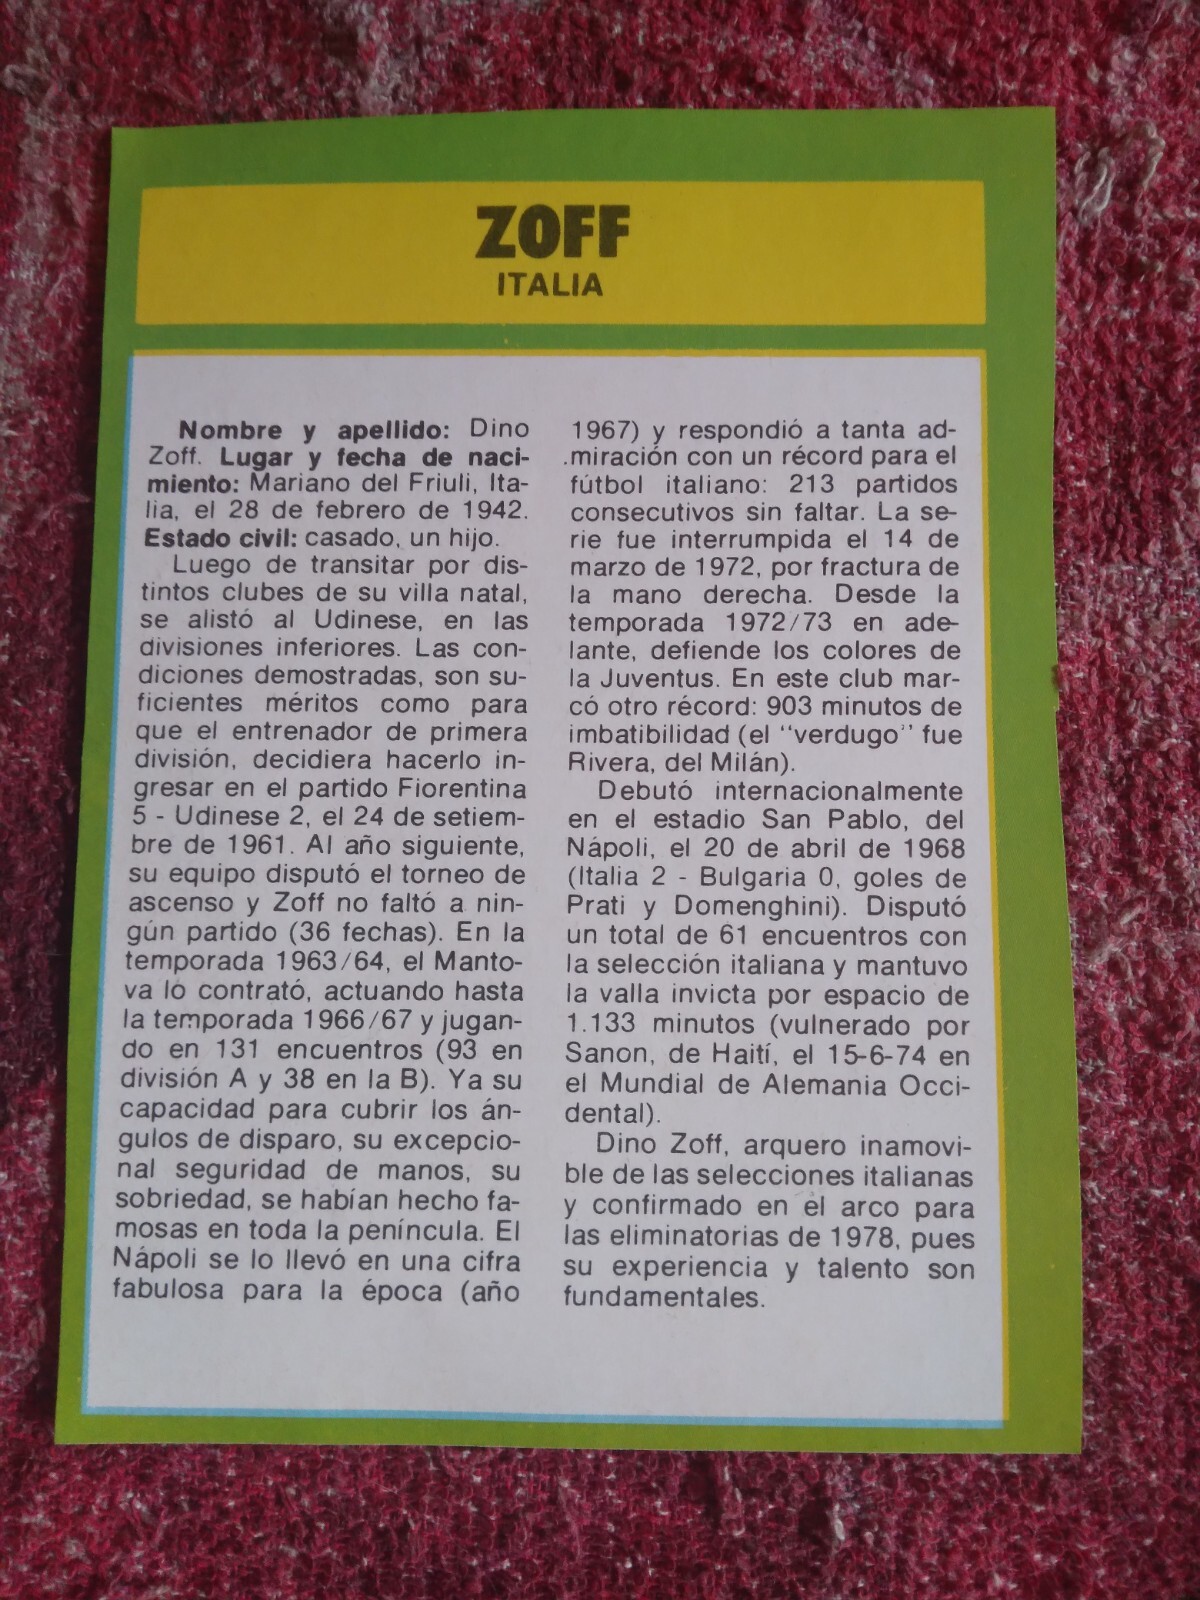 ZOFF
ITALIA
Nombre y apellido: Dino
Zoff. Lugar y fecha de naci-
miento: Mariano del Friuli, Ita-
lia, el 28 de febrero de 1942.
Estado civil: casado, un hijo.
Luego de transitar por dis-
tintos clubes de su villa natal,
se alistó al Udinese, en las
divisiones inferiores. Las con-
diciones demostradas, son su-
ficientes méritos como para
que el entrenador de primera
división, decidiera hacerlo in-
gresar en el partido Fiorentina
5 - Udinese 2, el 24 de setiem-
bre de 1961. Al año siguiente,
su equipo disputó el torneo de
ascenso y Zoff no faltó a nin-
gún partido (36 fechas). En la
temporada 1963/64, el Manto-
va lo contrató, actuando hasta
la temporada 1966/67 y jugan-
do en 131 encuentros (93 en
división A y 38 en la B). Ya su
capacidad para cubrir los án-
gulos de disparo, su excepcio-
nal seguridad de manos, su
sobriedad, se habían hecho fa-
mosas en toda la peníncula. El
Nápoli se lo llevó en una cifra
fabulosa para la época (año
1967) y respondió a tanta ad-
.miración con un récord para el
fútbol italiano: 213 partidos
consecutivos sin faltar. La se-
rie fue interrumpida el 14 de
marzo de 1972, por fractura de
la mano derecha. Desde la
temporada 1972/73 en ade-
lante, defiende los colores de
la Juventus. En este club mar-
có otro récord: 903 minutos de
imbatibilidad (el "verdugo" fue
Rivera, del Milán).
Debutó internacionalmente
en el estadio San Pablo, del
Nápoli, el 20 de abril de 1968
(Italia 2 - Bulgaria 0, goles de
Prati y Domenghini). Disputó
un total de 61 encuentros con
la selección italiana y mantuvo
la valla invicta por espacio de
1.133 minutos (vulnerado por
Sanon, de Haití, el 15-6-74 en
el Mundial de Alemania Occi-
dental).
Dino Zoff, arquero inamovi-
ble de las selecciones italianas
y confirmado en el arco para
las eliminatorias de 1978, pues
su experiencia y talento son
fundamentales.